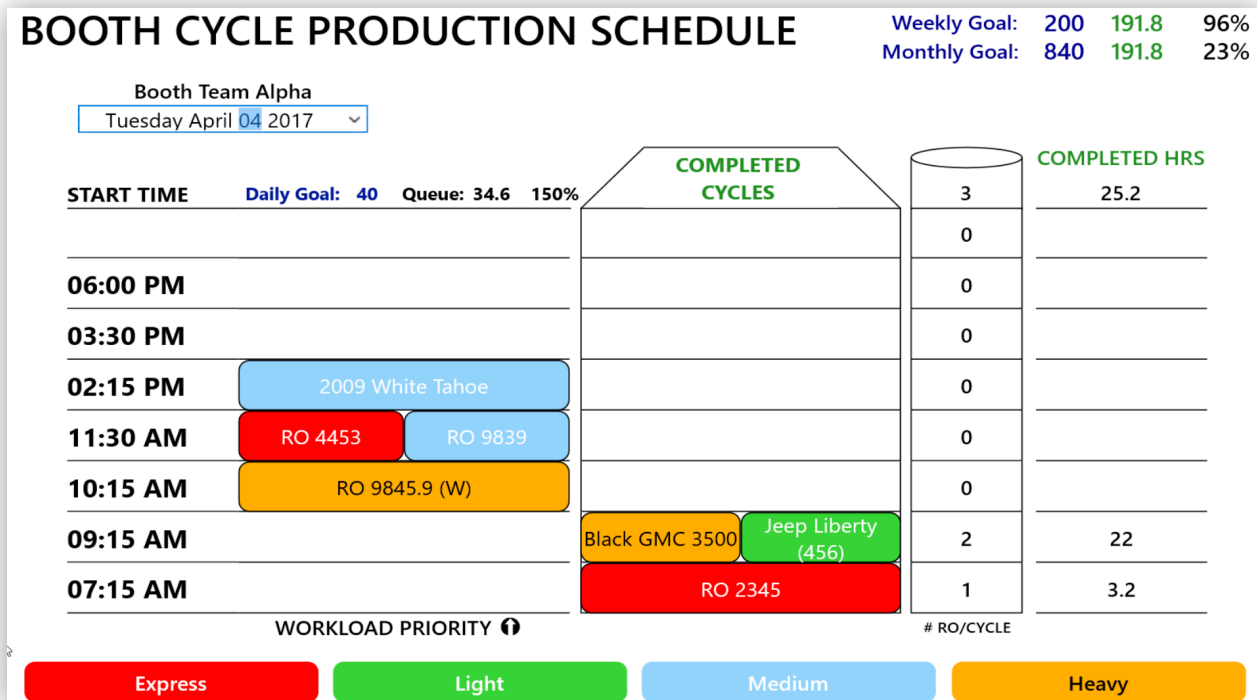 BOOTH CYCLE PRODUCTION SCHEDULE
Weekly Goal: 200 191.8 96%
Monthly Goal: 840 191.8 23%
Booth Team Alpha
Tuesday April 04 2017
START TIME Daily Goal: 40 Queue: 34.6 150% COMPLETED CYCLES 3 COMPLETED HRS 25.2
0
06:00 PM 0
03:30 PM 0
02:15 PM 2009 White Tahoe 0
11:30 AM RO 4453 RO 9839 0
10:15 AM RO 9845.9 (W) 0
09:15 AM Black GMC 3500 Jeep Liberty (456) 2 22
07:15 AM RO 2345 1 3.2
WORKLOAD PRIORITY # RO/CYCLE
Express Light Medium Heavy